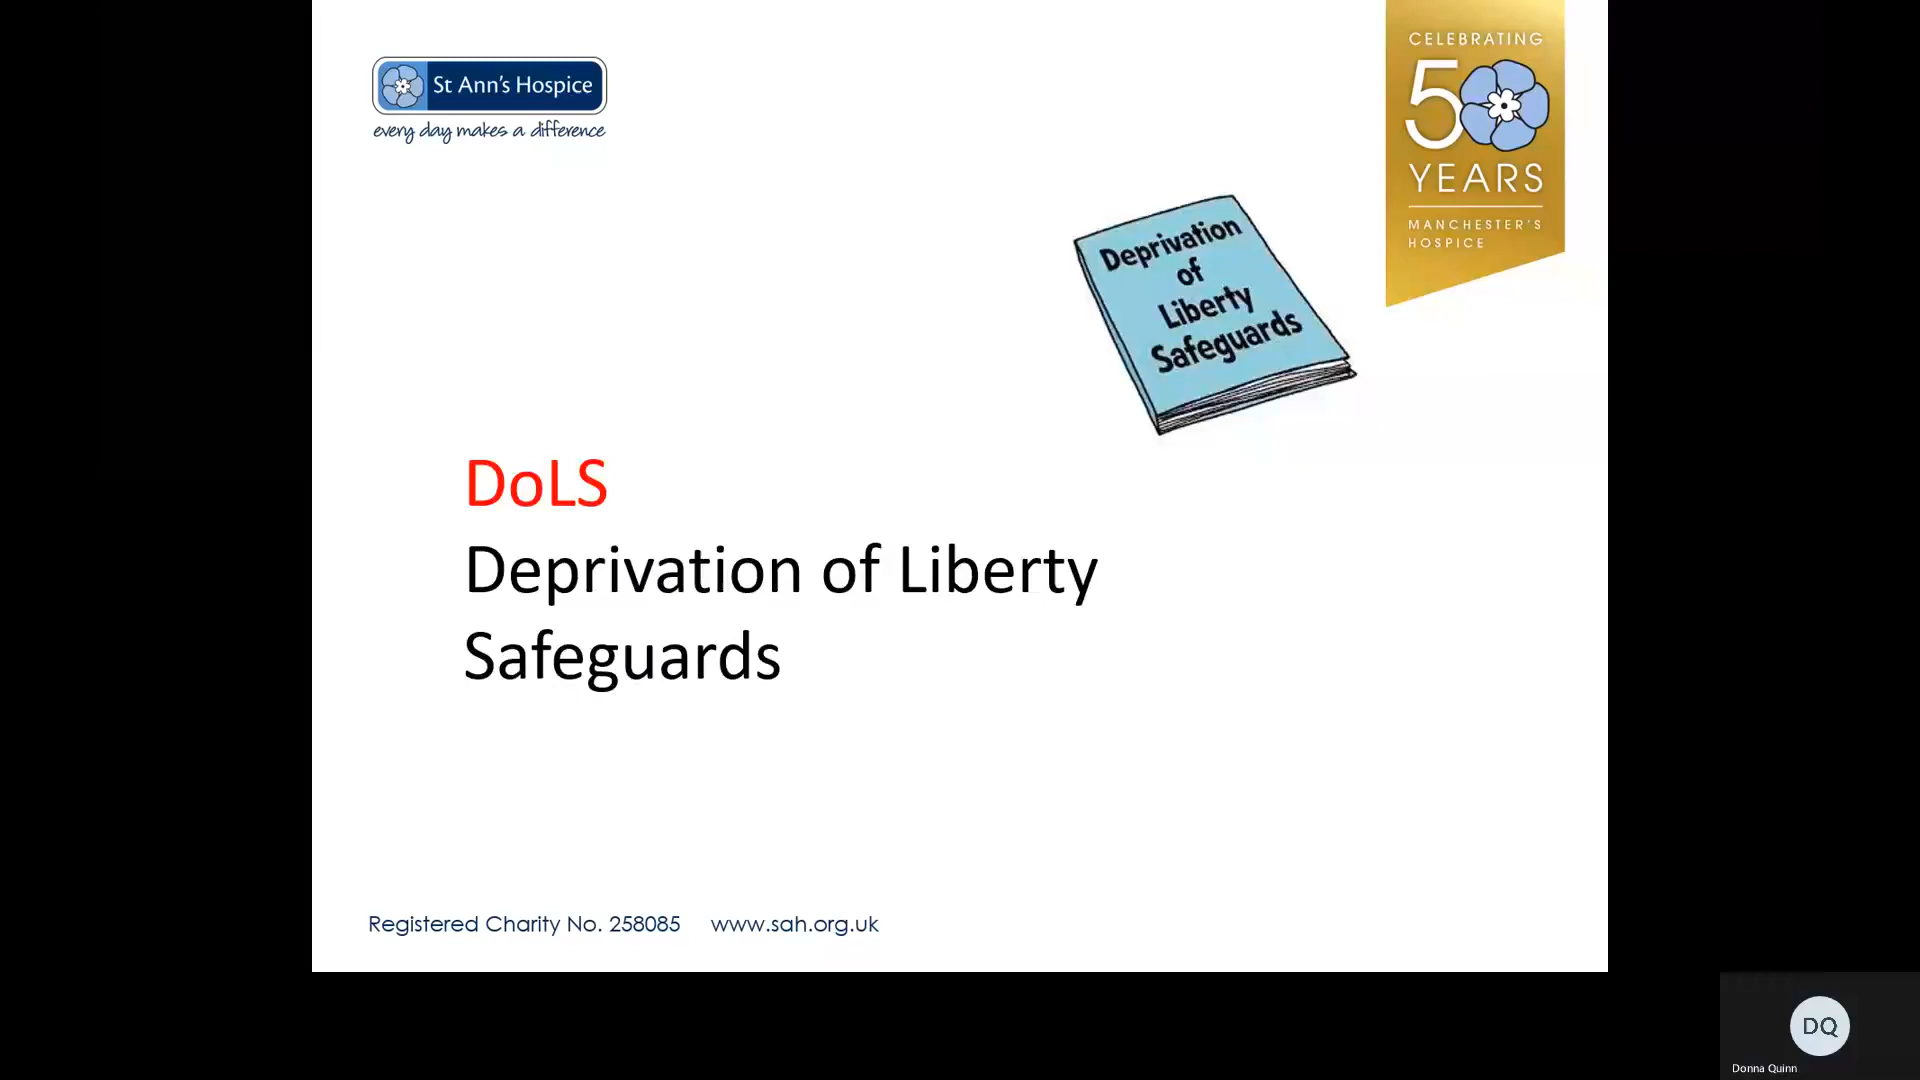 St Ann's Hospice
every day makes a difference
CELEBRATING
50
YEARS
MANCHESTER'S
HOSPICE
Deprivation
of
Liberty
Safeguards
DoLS
Deprivation of Liberty
Safeguards
Registered Charity No. 258085 www.sah.org.uk
DQ
Donna Quinn